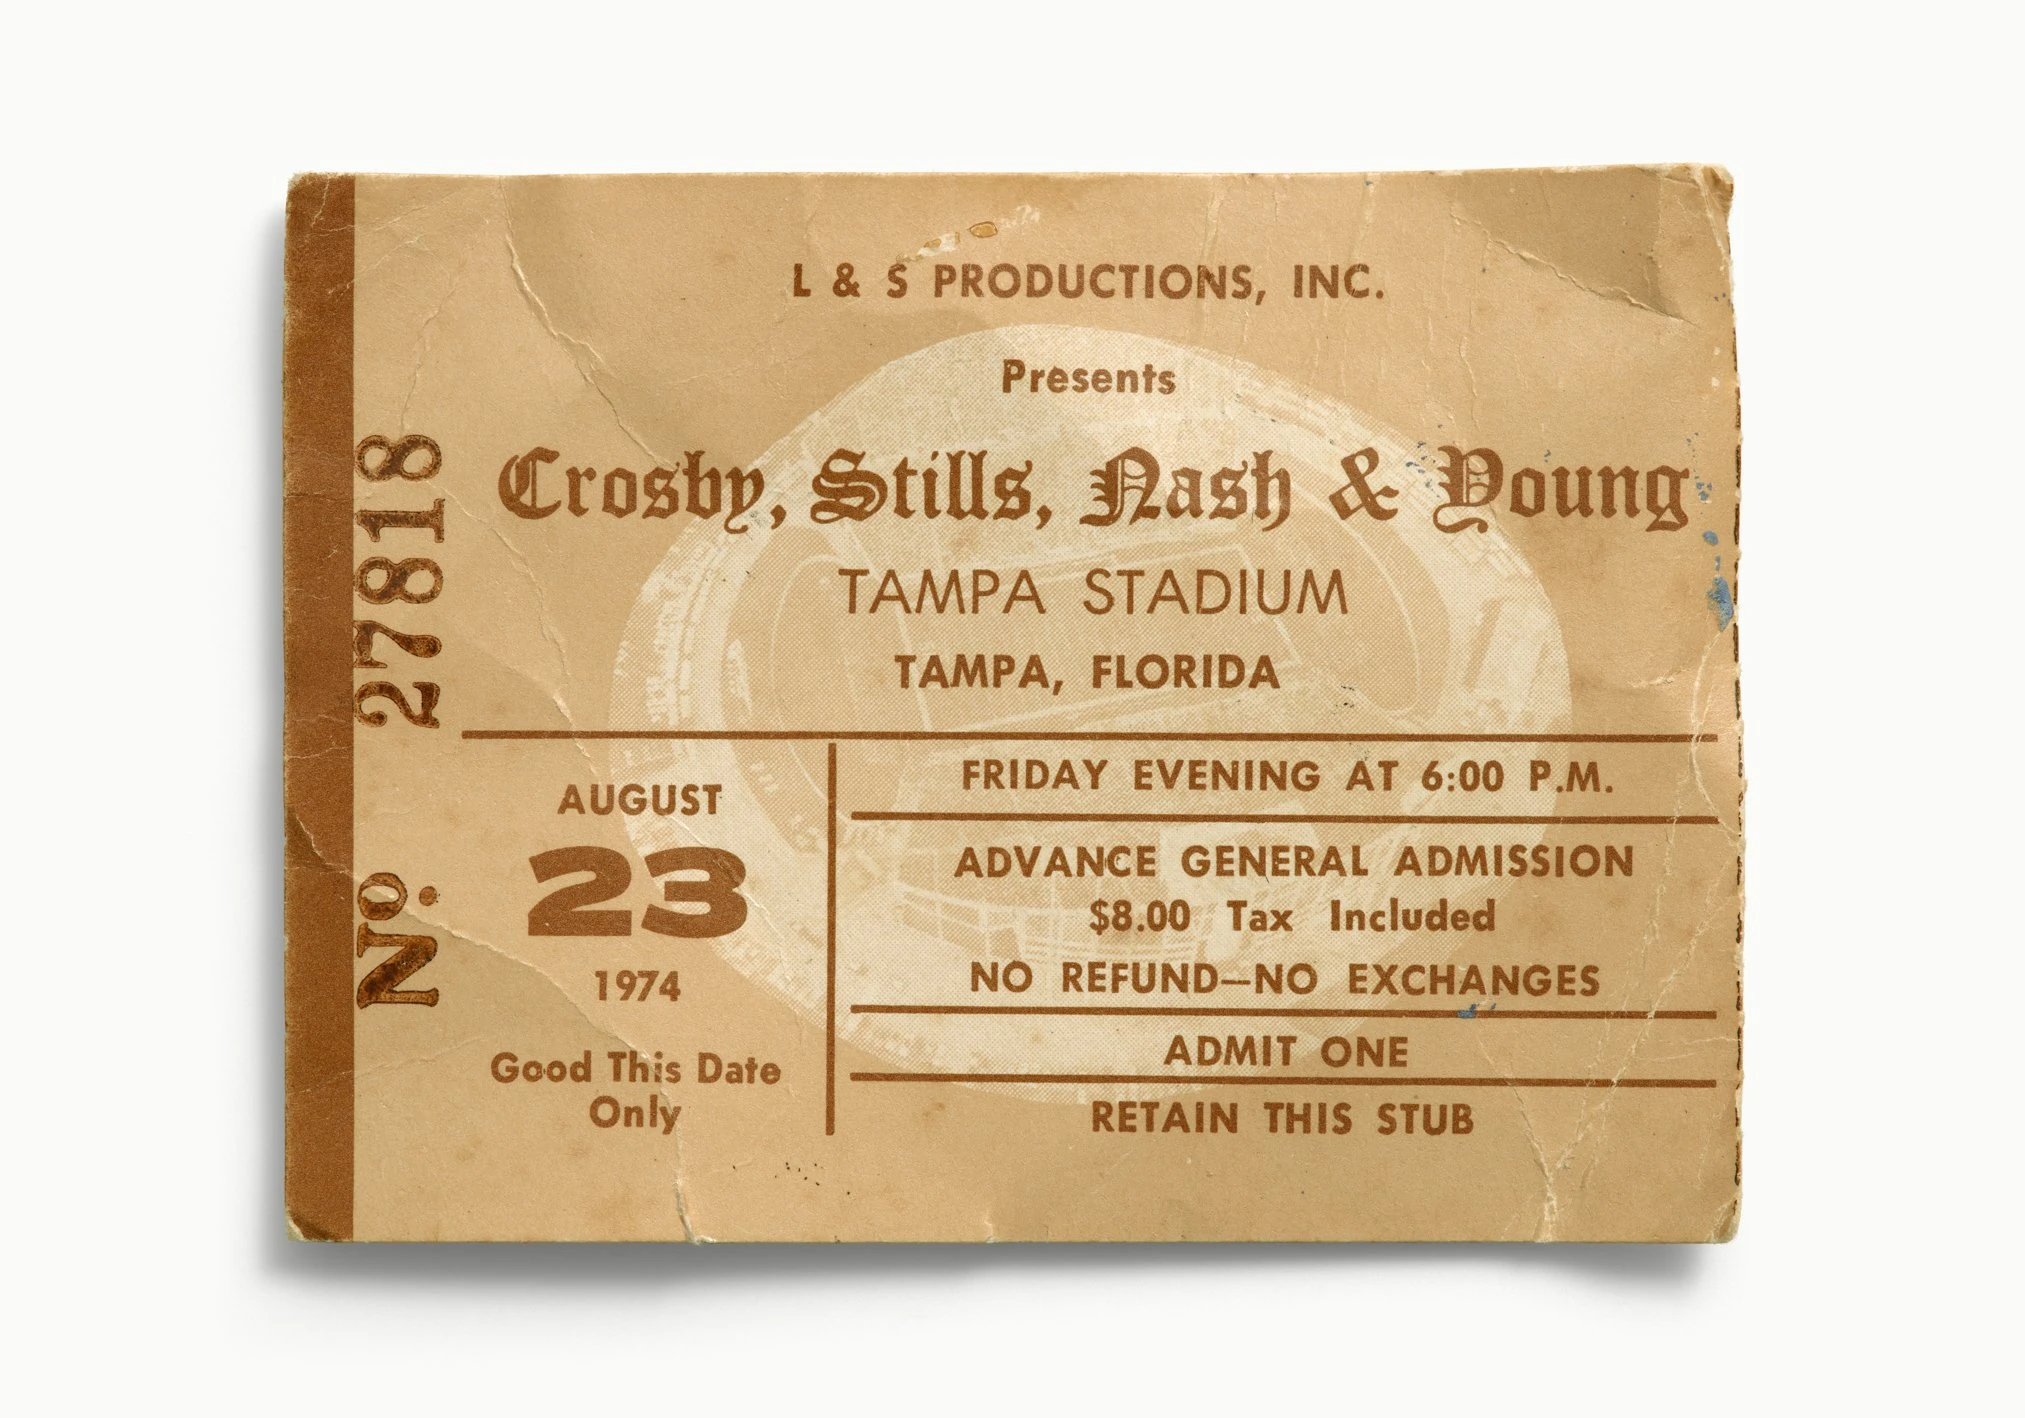 L & S PRODUCTIONS, INC.
Presents
Crosby, Stills, Nash & Young
TAMPA STADIUM
TAMPA, FLORIDA
No. 27818
AUGUST
23
1974
Good This Date
Only
FRIDAY EVENING AT 6:00 P.M.
ADVANCE GENERAL ADMISSION
$8.00 Tax Included
NO REFUND—NO EXCHANGES
ADMIT ONE
RETAIN THIS STUB